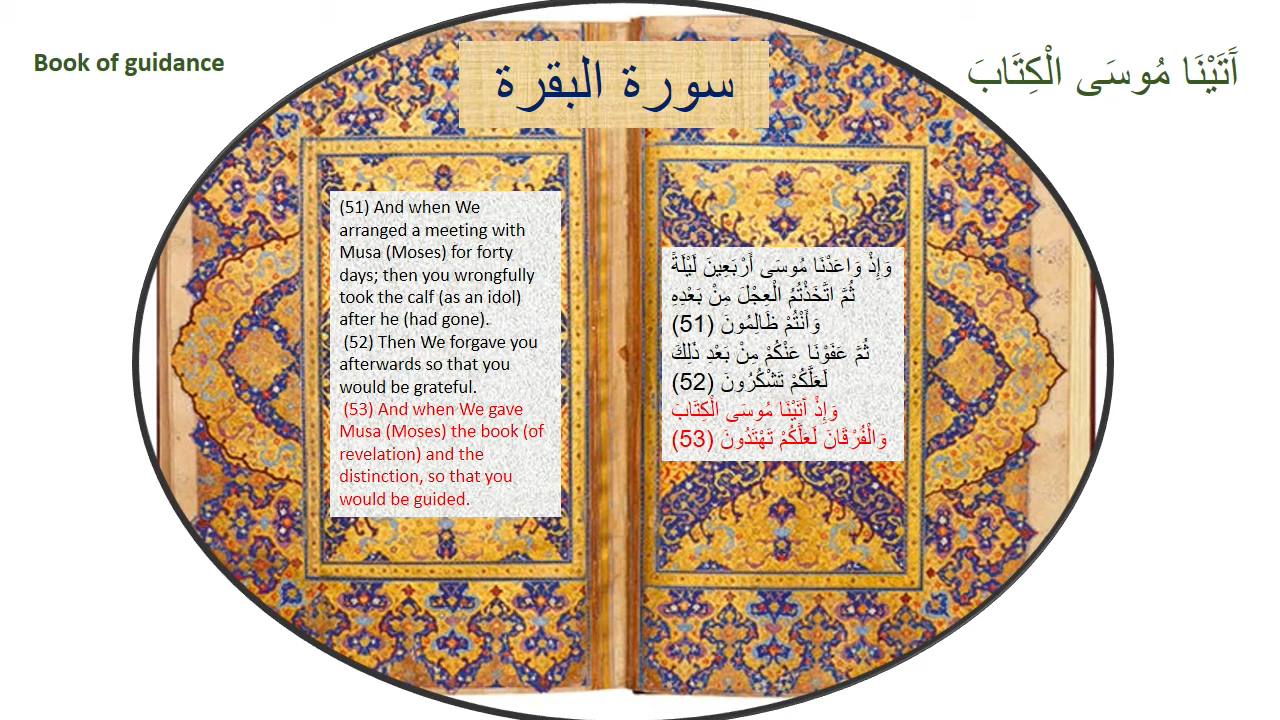 Book of guidance
سورة البقرة
أَتَيْنَا مُوسَى الْكِتَابَ
(51) And when We
arranged a meeting with
Musa (Moses) for forty
days; then you wrongfully
took the calf (as an idol)
after he (had gone).
(52) Then We forgave you
afterwards so that you
would be grateful.
(53) And when We gave
Musa (Moses) the book (of
revelation) and the
distinction, so that you
would be guided.
وَإِذْ وَاعَدْنَا مُوسَى أَرْبَعِينَ لَيْلَةً
ثُمَّ اتَّخَذْتُمُ الْعِجْلَ مِنْ بَعْدِهِ
وَأَنْتُمْ ظَالِمُونَ (51)
ثُمَّ عَفَوْنَا عَنْكُمْ مِنْ بَعْدِ ذَلِكَ
لَعَلَّكُمْ تَشْكُرُونَ (52)
وَإِذْ آَتَيْنَا مُوسَى الْكِتَابَ
وَالْفُرْقَانَ لَعَلَّكُمْ تَهْتَدُونَ (53)